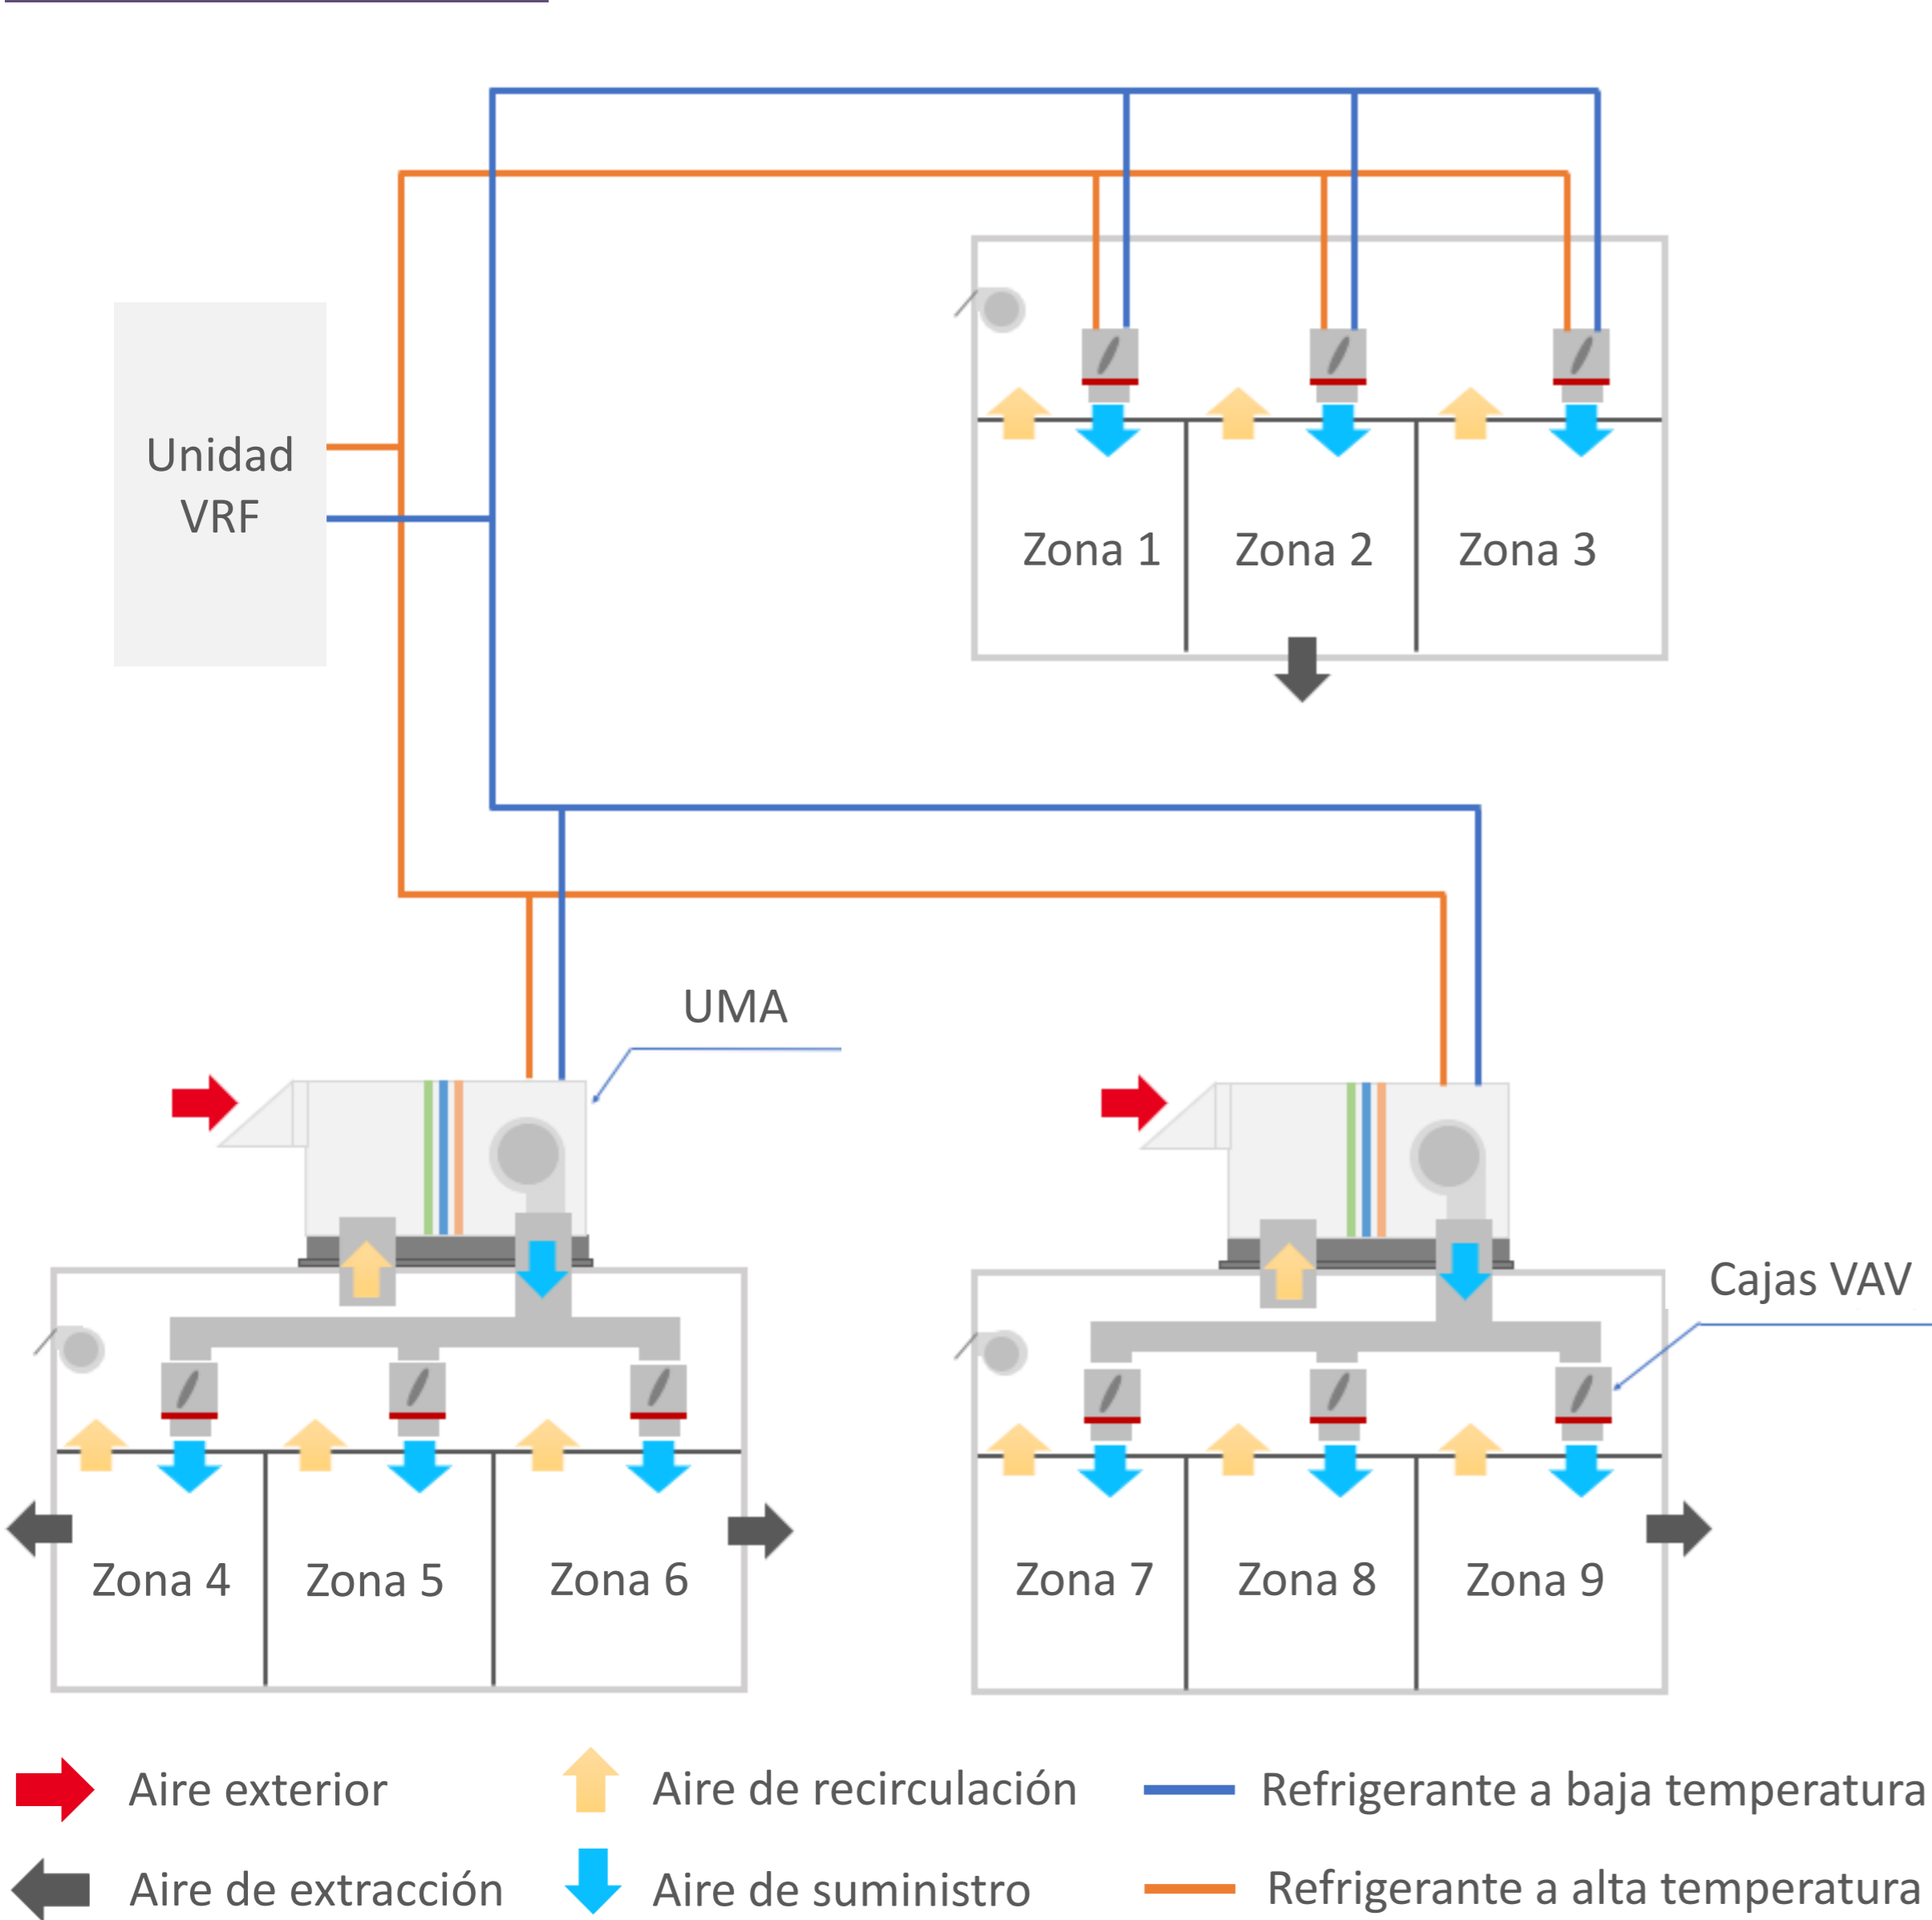 Unidad
VRF
Zona 1
Zona 2
Zona 3
UMA
Cajas VAV
Zona 4
Zona 5
Zona 6
Zona 7
Zona 8
Zona 9
Aire exterior
Aire de recirculación
Refrigerante a baja temperatura
Aire de extracción
Aire de suministro
Refrigerante a alta temperatura